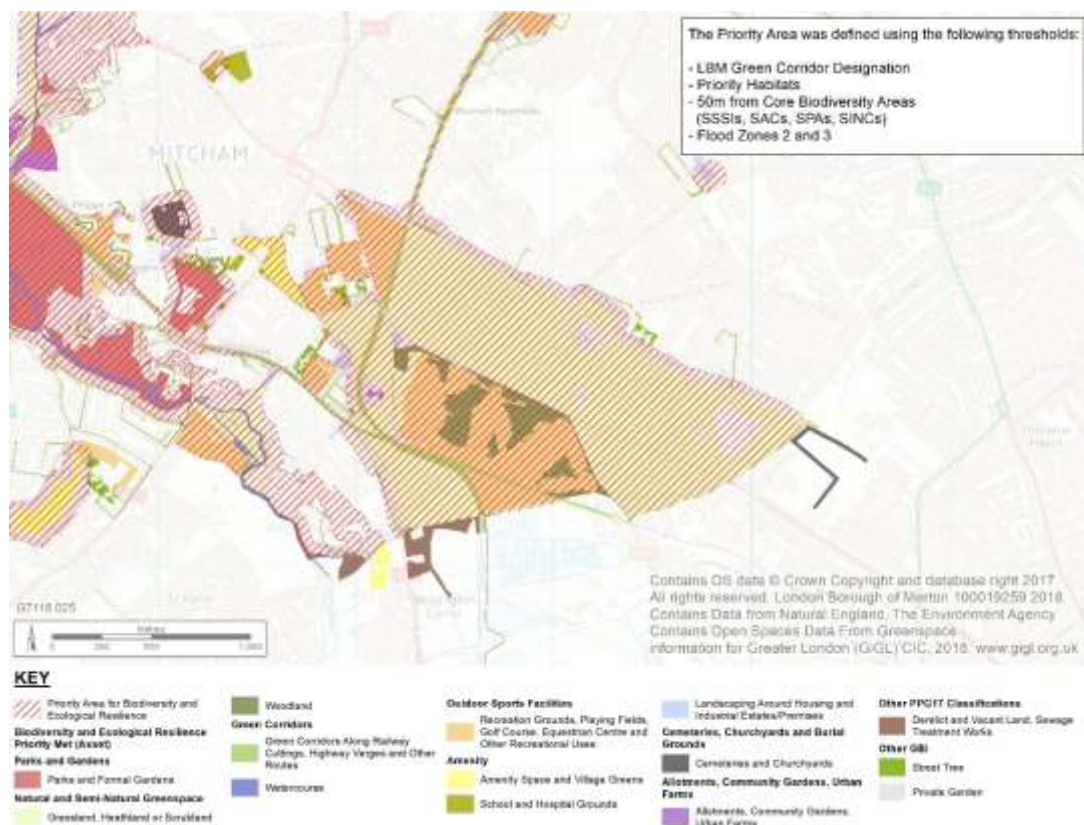 The Priority Area was defined using the following thresholds:
- LBM Green Corridor Designation
- Priority Habitats
- 50m from Core Biodiversity Areas
(SSSIs, SACs, SPAs, SINCs)
- Flood Zones 2 and 3
MITCHAM
Contains OS data © Crown Copyright and database right 2017
All rights reserved. London Borough of Merton 100019259 2018
Contains Data from Natural England, The Environment Agency
Contains Open Spaces Data From Greenspace
information for Greater London (GiGL) CIC, 2018. www.gigl.org.uk
G7118.025
Metres
KEY
Priority Area for Biodiversity and
Ecological Resilience
Biodiversity and Ecological Resilience
Priority Met (Asset)
Parks and Gardens
Parks and Formal Gardens
Natural and Semi-Natural Greenspace
Grassland, Heathland or Scrubland
Woodland
Green Corridors
Green Corridors Along Railway
Cuttings, Highway Verges and Other
Routes
Watercourse
Outdoor Sports Facilities
Recreation Grounds, Playing Fields,
Golf Course, Equestrian Centre and
Other Recreational Uses
Amenity
Amenity Space and Village Greens
School and Hospital Grounds
Landscaping Around Housing and
Industrial Estates/Premises
Cemeteries, Churchyards and Burial
Grounds
Cemeteries and Churchyards
Allotments, Community Gardens, Urban
Farms
Allotments, Community Gardens,
Urban Farms
Other PPG17 Classifications
Derelict and Vacant Land, Sewage
Treatment Works
Other GBI
Street Tree
Private Garden